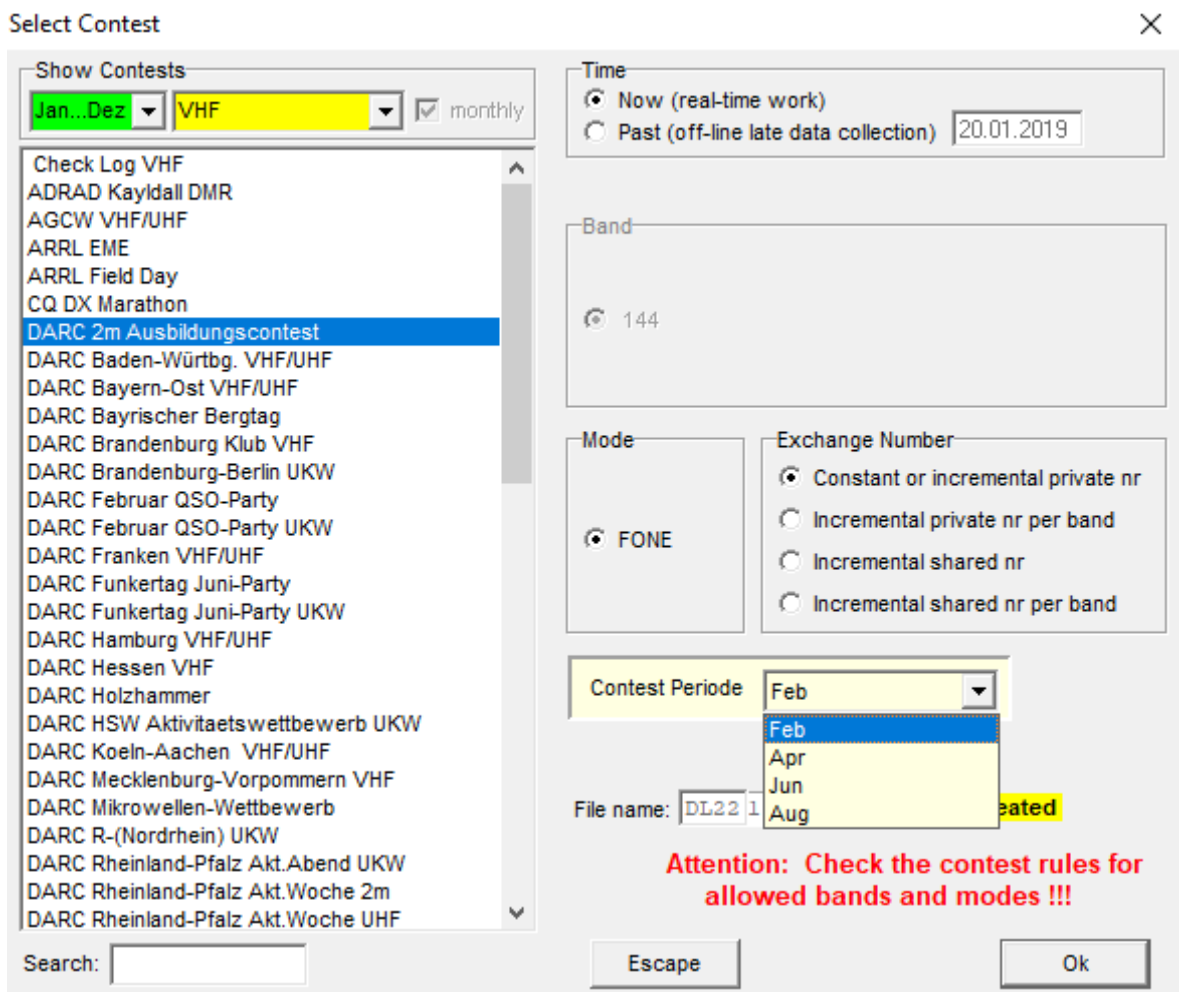 Select Contest
Show Contests
Jan...Dez VHF monthly
Check Log VHF
ADRAD Kayldall DMR
AGCW VHF/UHF
ARRL EME
ARRL Field Day
CQ DX Marathon
DARC 2m Ausbildungscontest
DARC Baden-Würtbg. VHF/UHF
DARC Bayern-Ost VHF/UHF
DARC Bayrischer Bergtag
DARC Brandenburg Klub VHF
DARC Brandenburg-Berlin UKW
DARC Februar QSO-Party
DARC Februar QSO-Party UKW
DARC Franken VHF/UHF
DARC Funkertag Juni-Party
DARC Funkertag Juni-Party UKW
DARC Hamburg VHF/UHF
DARC Hessen VHF
DARC Holzhammer
DARC HSW Aktivitaetswettbewerb UKW
DARC Koeln-Aachen  VHF/UHF
DARC Mecklenburg-Vorpommern VHF
DARC Mikrowellen-Wettbewerb
DARC R-(Nordrhein) UKW
DARC Rheinland-Pfalz Akt.Abend UKW
DARC Rheinland-Pfalz Akt.Woche 2m
DARC Rheinland-Pfalz Akt.Woche UHF
Search:
Time
Now (real-time work)
Past (off-line late data collection) 20.01.2019
Band
144
Mode
FONE
Exchange Number
Constant or incremental private nr
Incremental private nr per band
Incremental shared nr
Incremental shared nr per band
Contest Periode Feb
Feb
Apr
Jun
Aug
File name: DL22 1
Attention:  Check the contest rules for
allowed bands and modes !!!
Escape
Ok